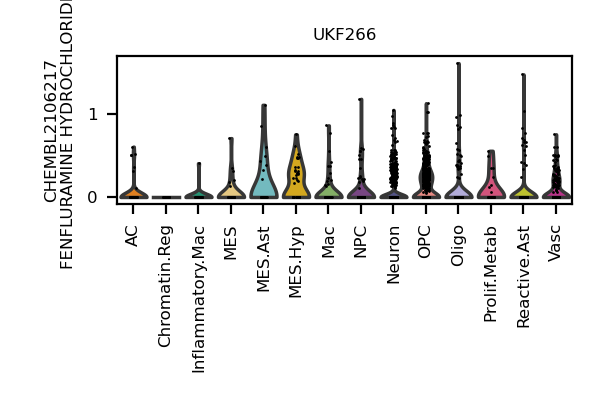 UKF266
CHEMBL2106217
FENFLURAMINE HYDROCHLORID
1
0
AC
Chromatin.Reg
Inflammatory.Mac
MES
MES.Ast
MES.Hyp
Mac
NPC
Neuron
OPC
Oligo
Prolif.Metab
Reactive.Ast
Vasc